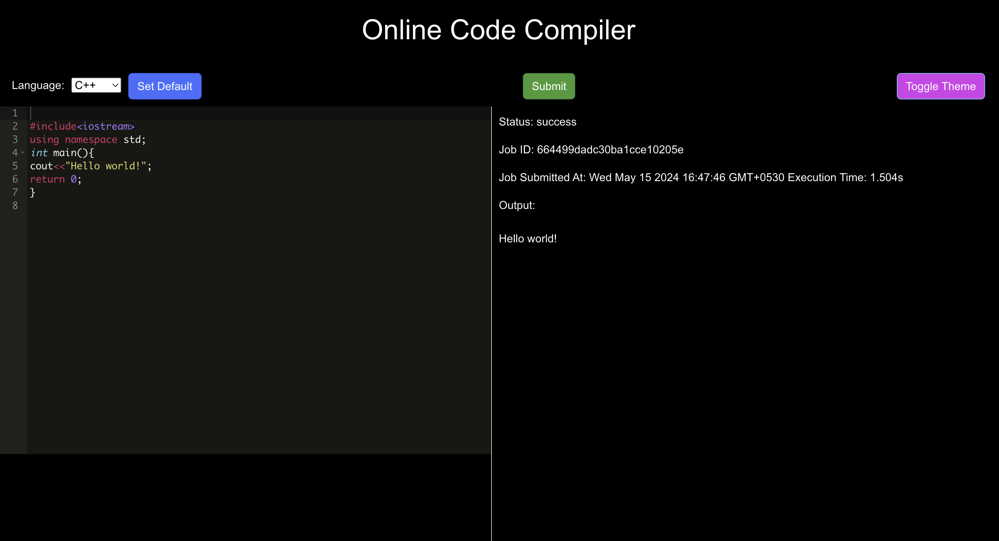 Online Code Compiler
Language: C++ Set Default Submit Toggle Theme
1
2 #include<iostream>
3 using namespace std;
4 int main(){
5 cout<<"Hello world!";
6 return 0;
7 }
8
Status: success
Job ID: 664499dadc30ba1cce10205e
Job Submitted At: Wed May 15 2024 16:47:46 GMT+0530 Execution Time: 1.504s
Output:
Hello world!